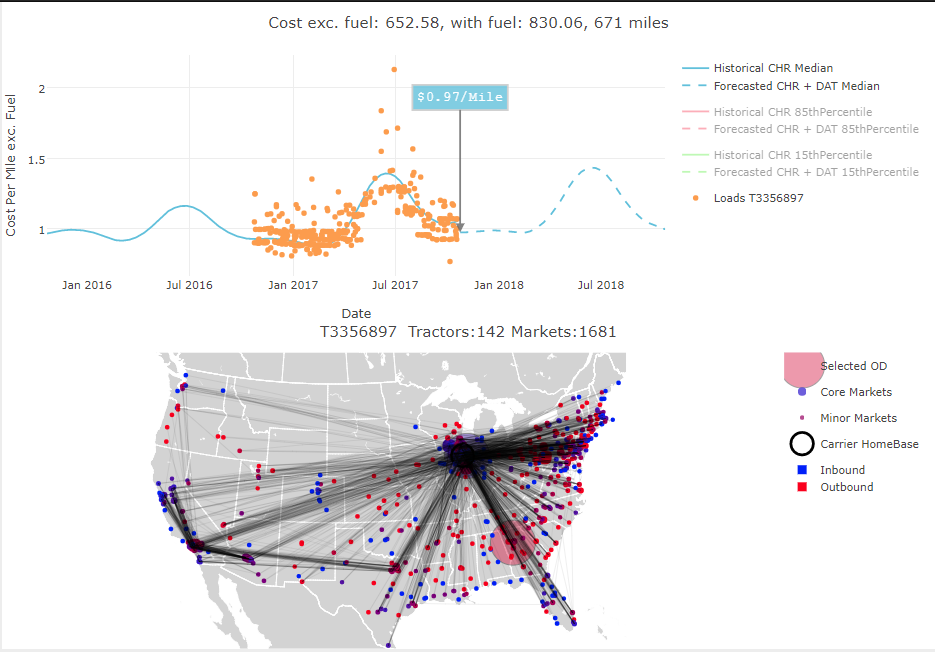 Cost exc. fuel: 652.58, with fuel: 830.06, 671 miles
Cost Per MIle exc. Fuel
2
1.5
1
$0.97/Mile
Jan 2016
Jul 2016
Jan 2017
Jul 2017
Jan 2018
Jul 2018
Date
Historical CHR Median
Forecasted CHR + DAT Median
Historical CHR 85thPercentile
Forecasted CHR + DAT 85thPercentile
Historical CHR 15thPercentile
Forecasted CHR + DAT 15thPercentile
Loads T3356897
T3356897 Tractors:142 Markets:1681
Selected OD
Core Markets
Minor Markets
Carrier HomeBase
Inbound
Outbound